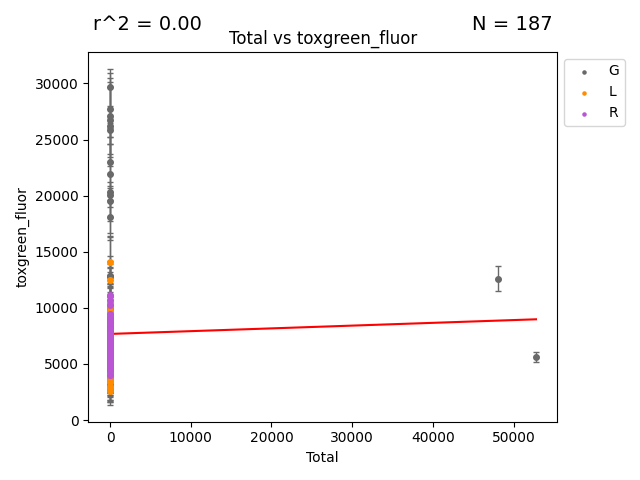 r^2 = 0.00
N = 187
Total vs toxgreen_fluor
30000
25000
20000
15000
10000
5000
0
toxgreen_fluor
G
L
R
0
10000
20000
30000
40000
50000
Total